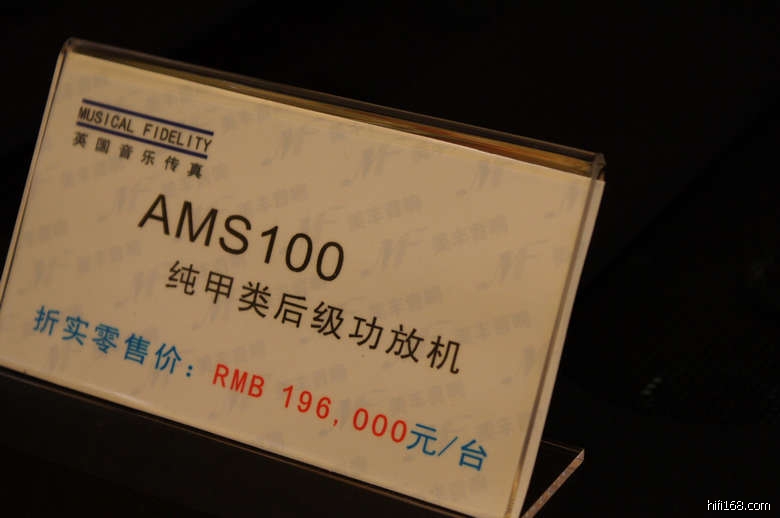 MUSICAL FIDELITY
英国音乐传真
AMS100
纯甲类后级功放机
折实零售价：RMB 196,000元/台
hifi168.com